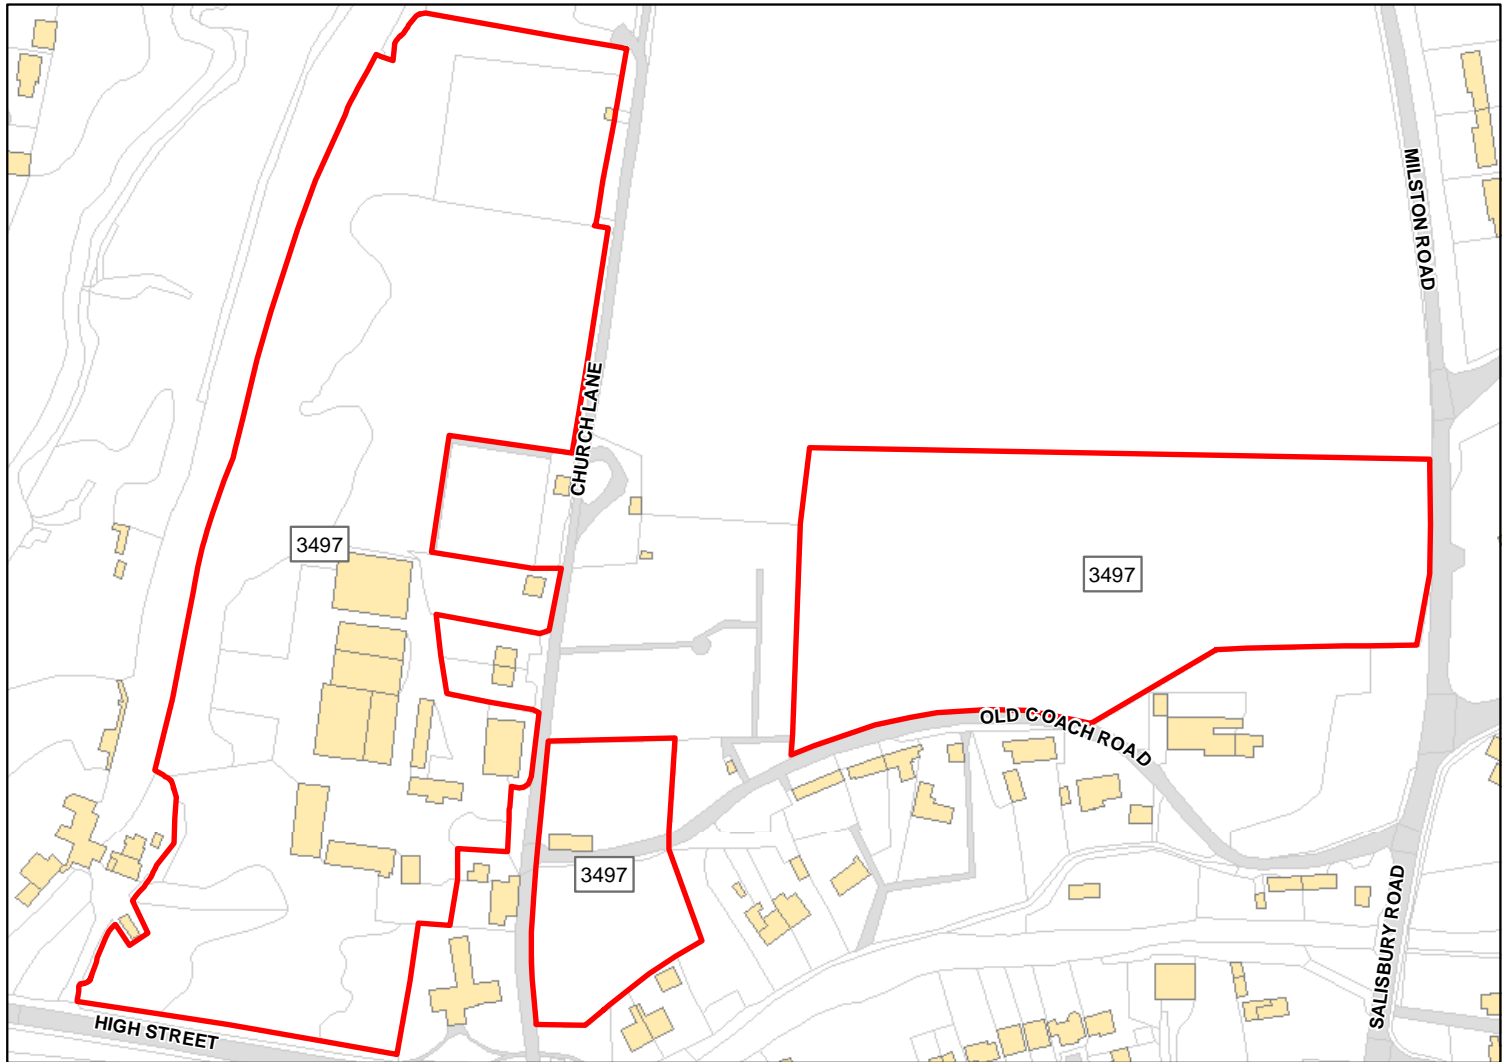 MILSTON ROAD
CHURCH LANE
3497
3497
OLD COACH ROAD
3497
SALISBURY ROAD
HIGH STREET